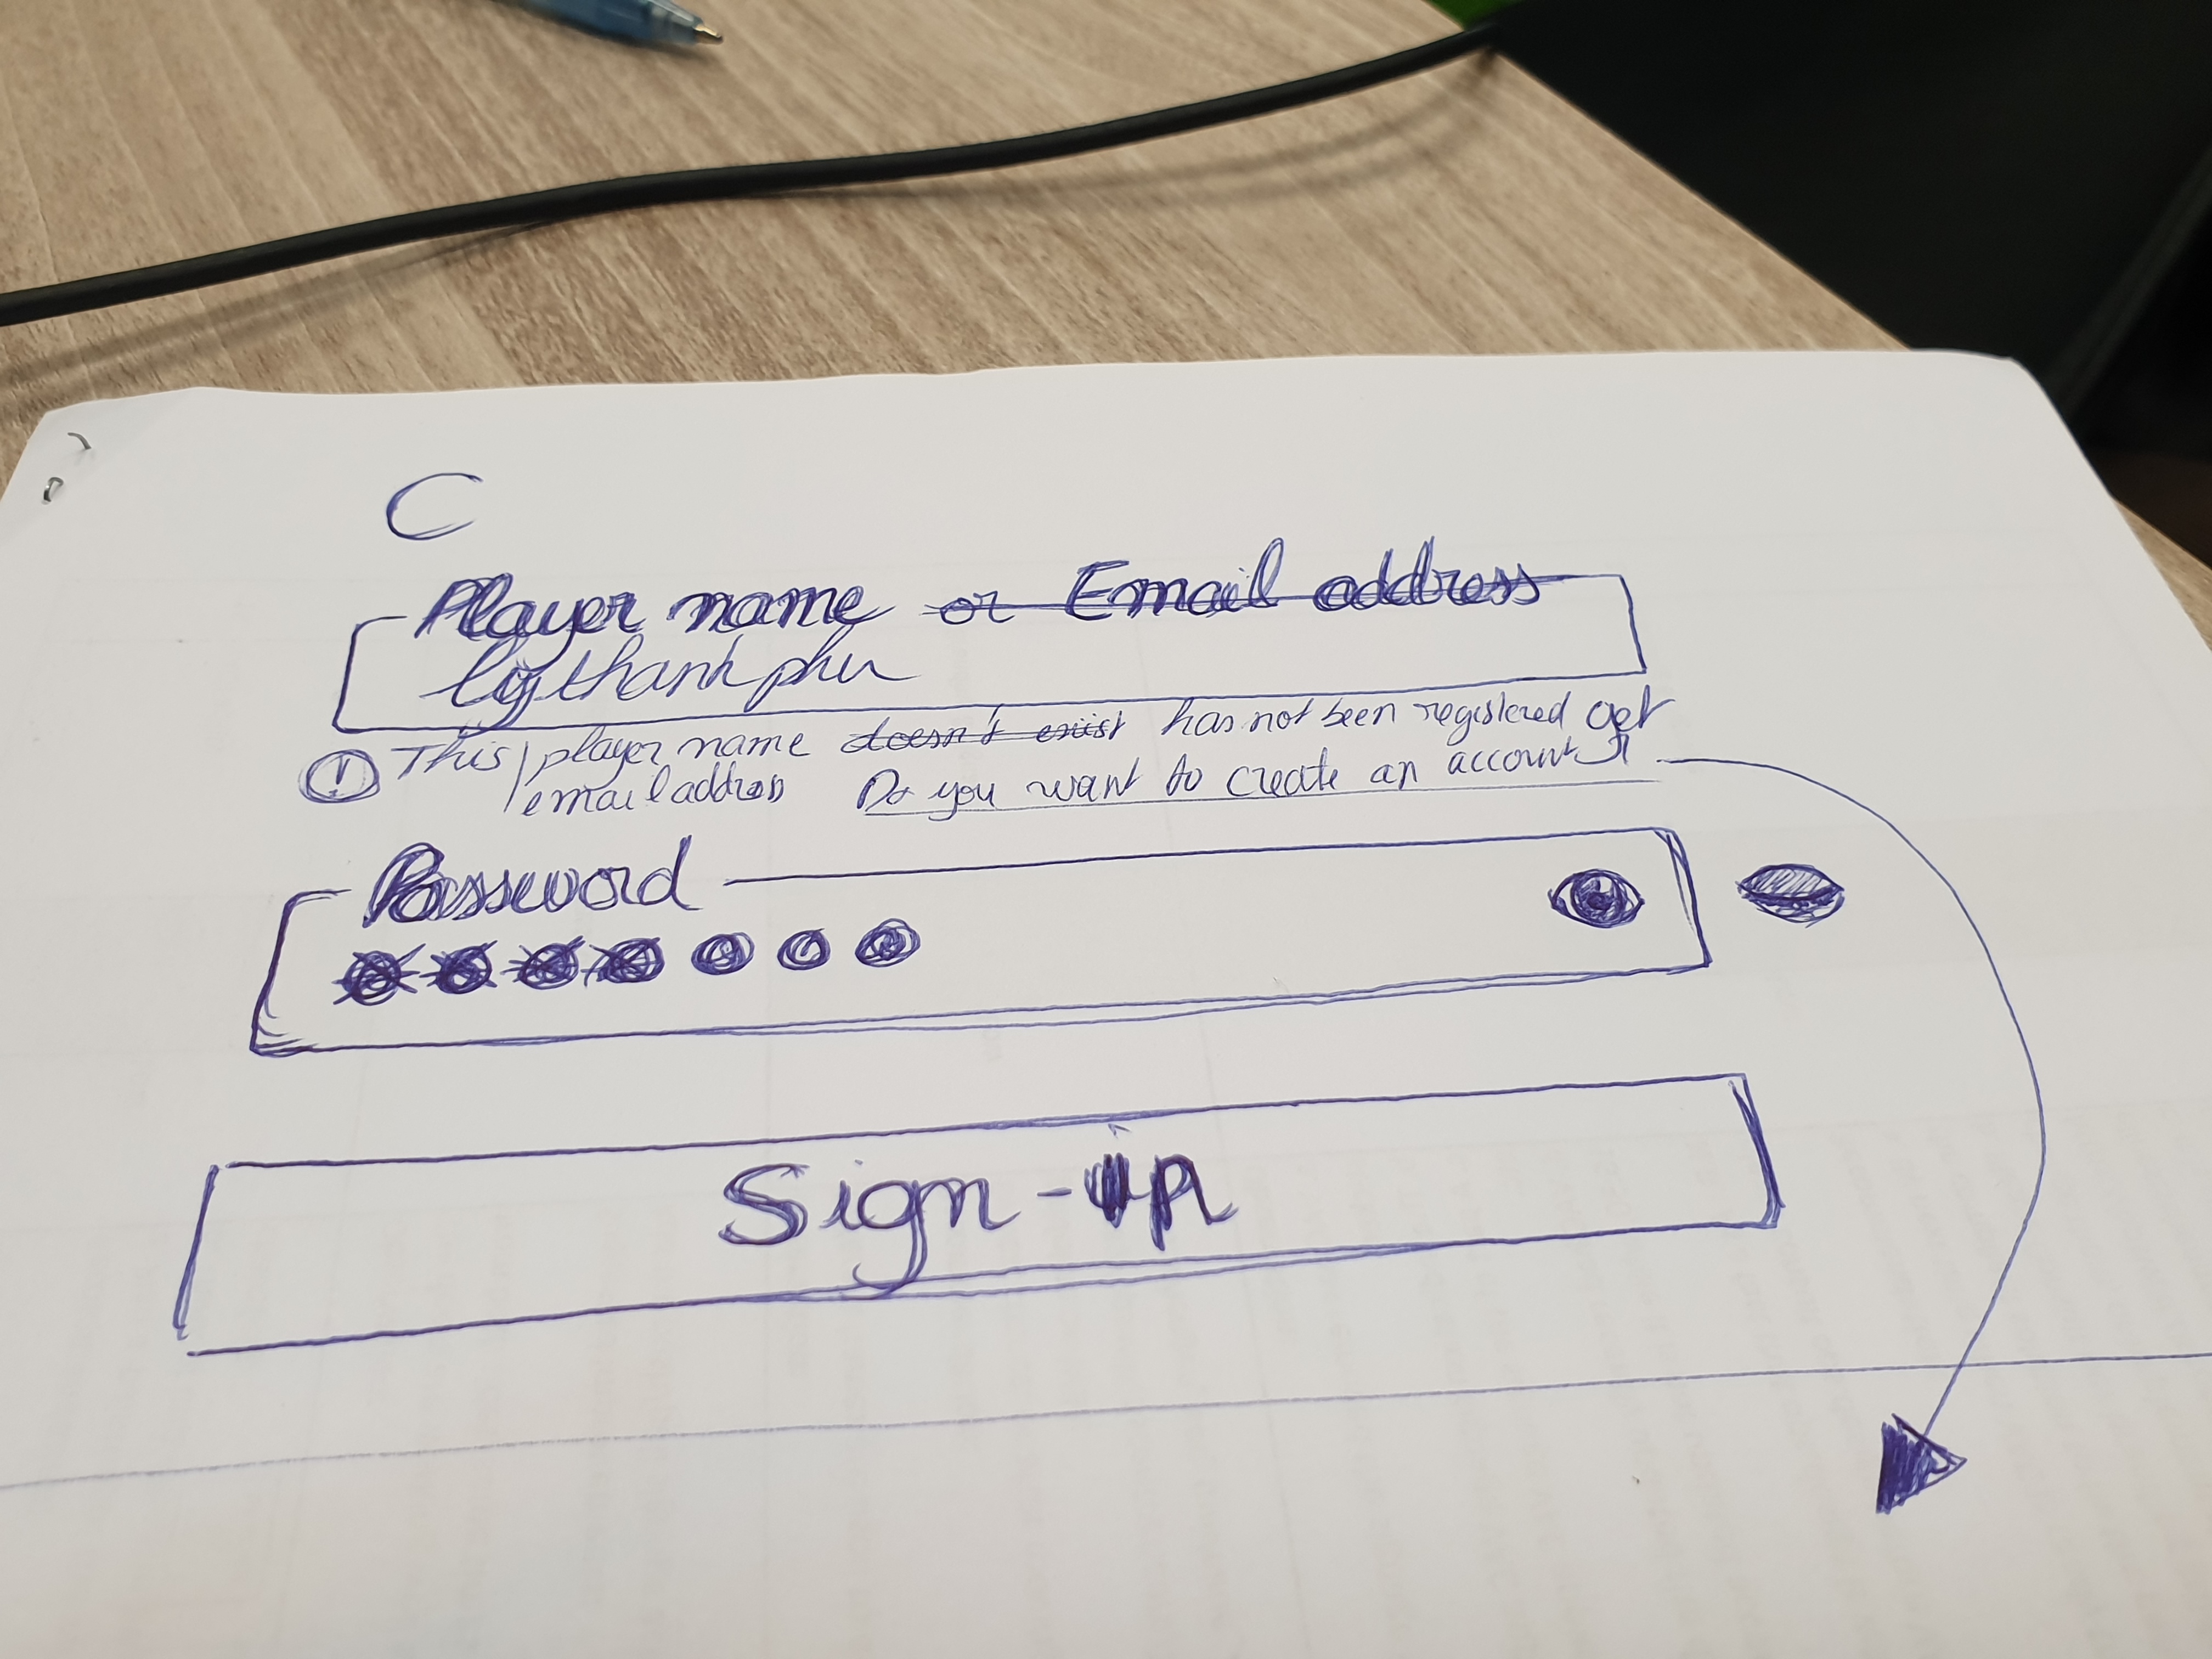 C
Player name or Email address
lythanhphu
! This player name doesn't exist has not been registered yet
email address Do you want to create an account?
Password
Sign-in